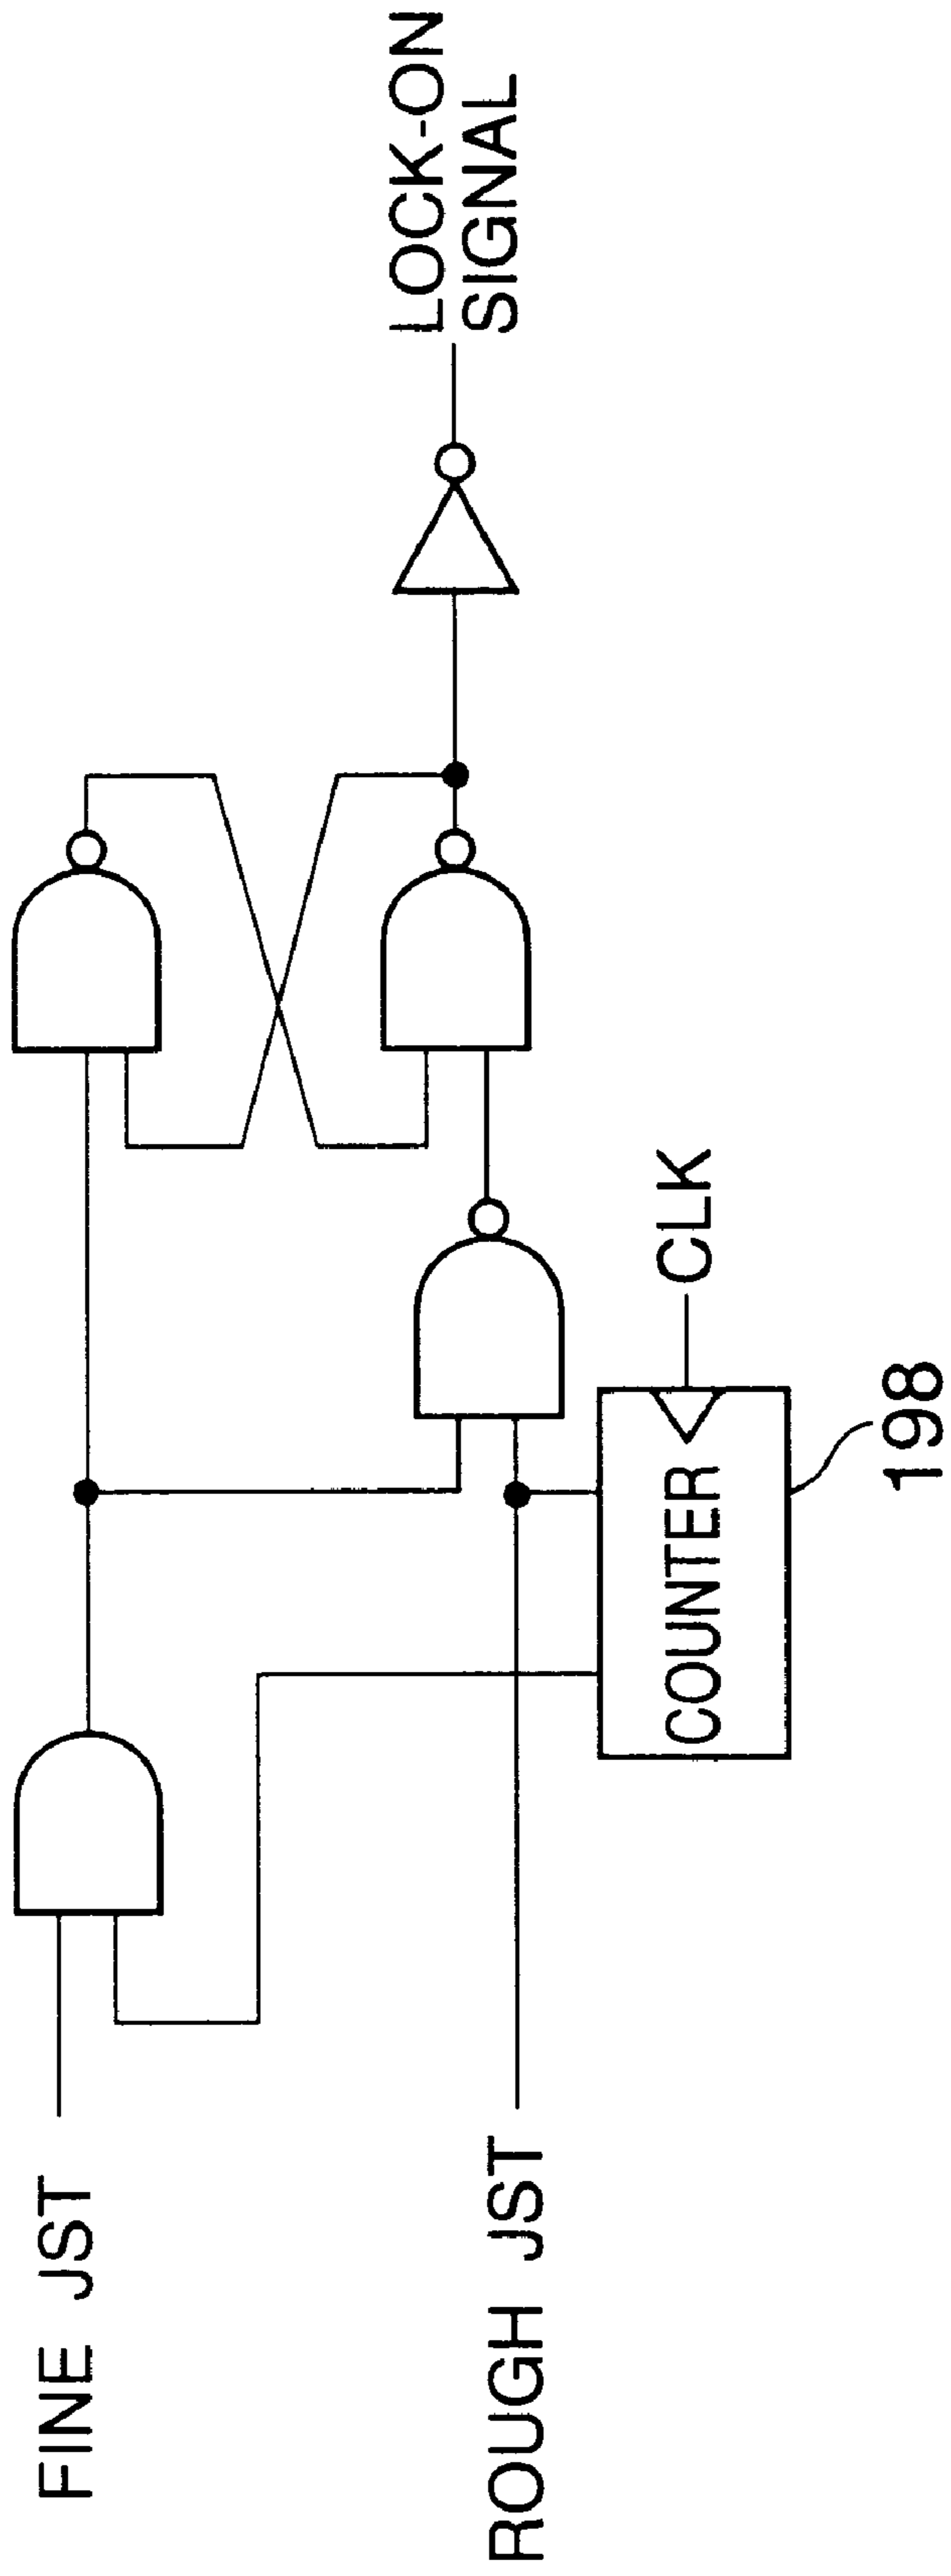 FINE JST
ROUGH JST
COUNTER
CLK
198
LOCK-ON
SIGNAL